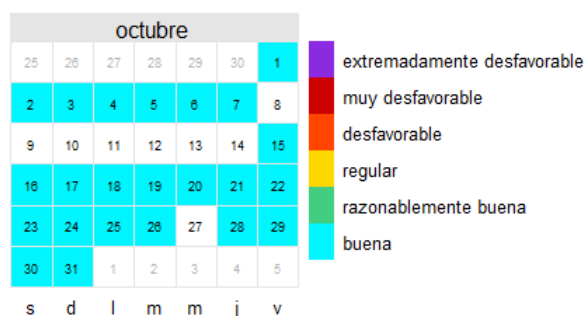 octubre
25 26 27 28 29 30 1
2 3 4 5 6 7 8
9 10 11 12 13 14 15
16 17 18 19 20 21 22
23 24 25 26 27 28 29
30 31 1 2 3 4 5
s d l m m j v
extremadamente desfavorable
muy desfavorable
desfavorable
regular
razonablemente buena
buena